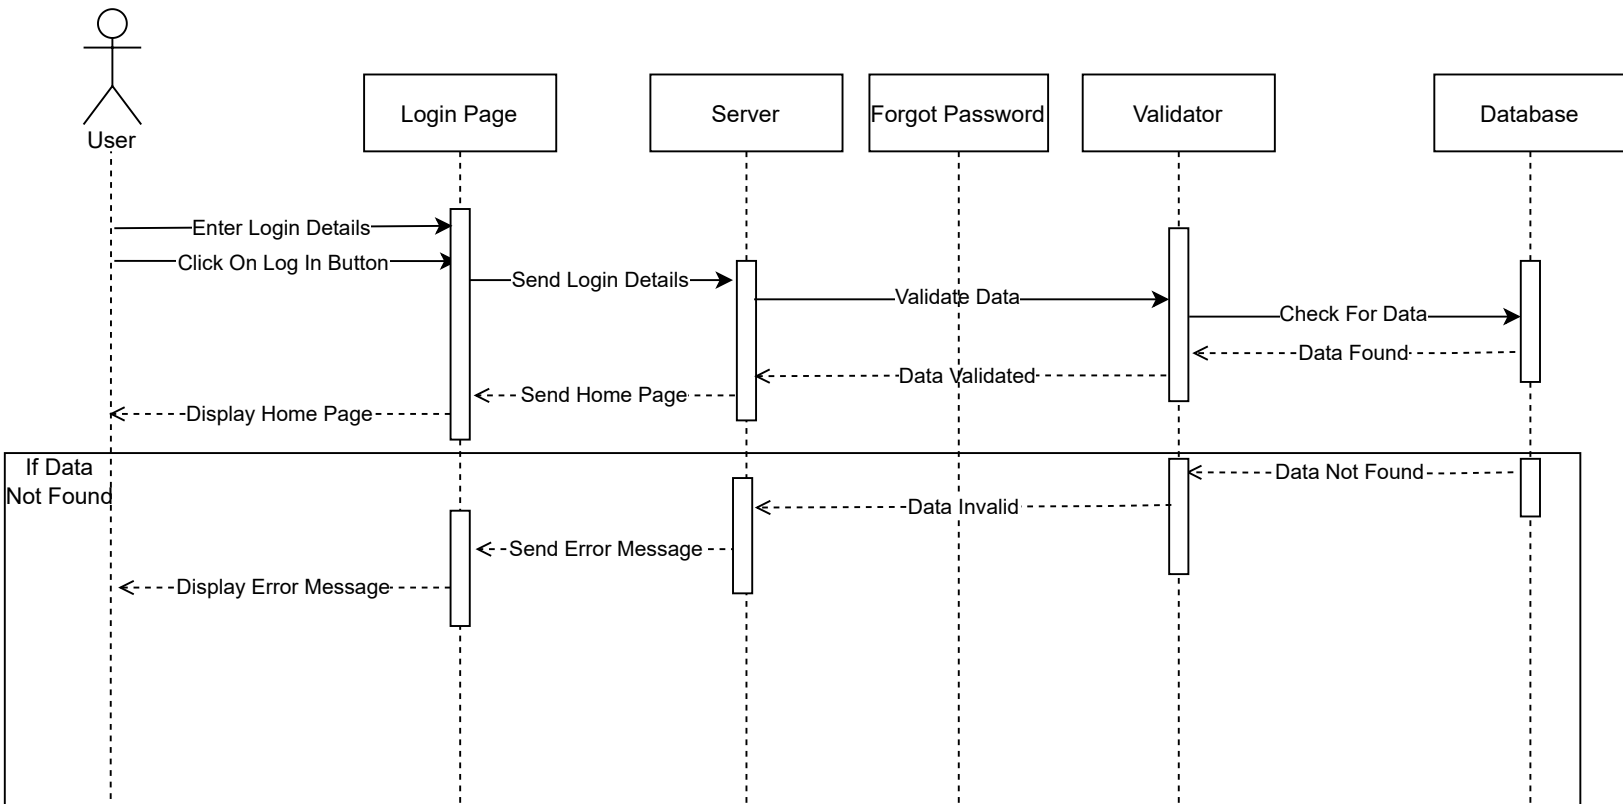 User
Login Page
Server
Forgot Password
Validator
Database
Enter Login Details
Click On Log In Button
Send Login Details
Validate Data
Check For Data
Data Found
Data Validated
Send Home Page
Display Home Page
If Data
Not Found
Data Not Found
Data Invalid
Send Error Message
Display Error Message